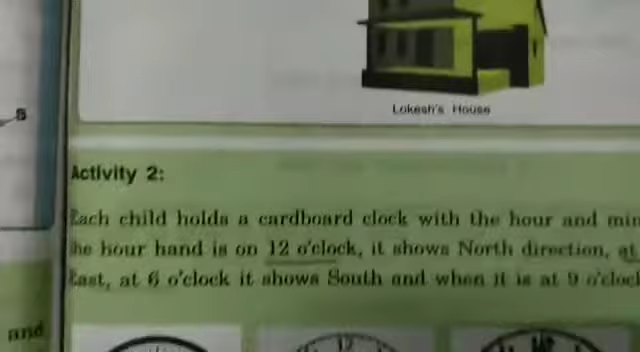 S
Lokesh's House
Activity 2:
Each child holds a cardboard clock with the hour and min
he hour hand is on 12 o'clock, it shows North direction, at
East, at 6 o'clock it shows South and when it is at 9 o'clock
and
12